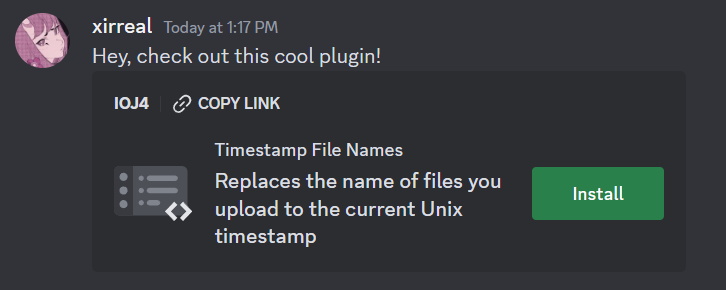 xirreal Today at 1:17 PM
Hey, check out this cool plugin!
IOJ4 COPY LINK
Timestamp File Names
Replaces the name of files you
upload to the current Unix
timestamp
Install